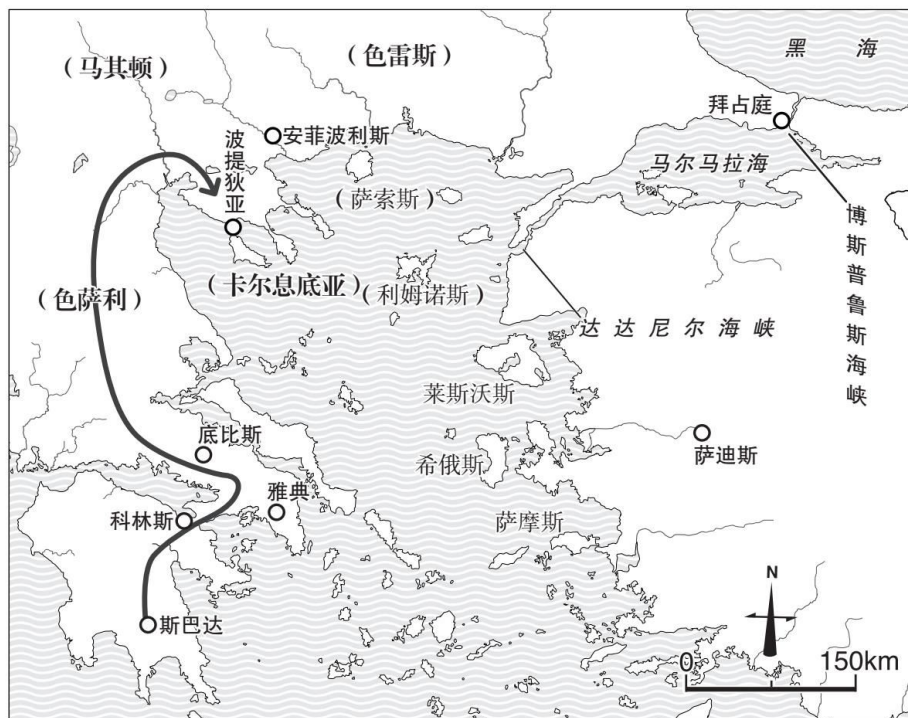 黑 海
（色雷斯）
（马其顿）
拜占庭
安菲波利斯
波提狄亚
马尔马拉海
（萨索斯）
博斯普鲁斯海峡
（卡尔息底亚）
（利姆诺斯）
（色萨利）
达达尼尔海峡
莱斯沃斯
底比斯
萨迪斯
希俄斯
雅典
科林斯
萨摩斯
N
斯巴达
0 150km